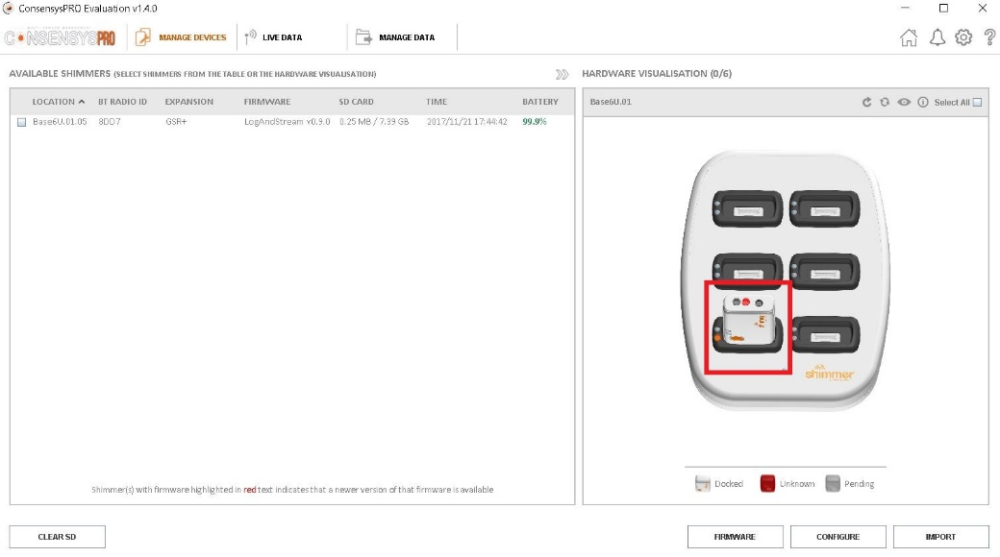 ConsensysPRO Evaluation v1.4.0
CONSENSYSPRO MANAGE DEVICES LIVE DATA MANAGE DATA
AVAILABLE SHIMMERS (SELECT SHIMMERS FROM THE TABLE OR THE HARDWARE VISUALISATION)
LOCATION BT RADIO ID EXPANSION FIRMWARE SD CARD TIME BATTERY
Base6U.01.05 8DD7 GSR+ LogAndStream v0.9.0 0.25 MB / 7.99 GB 2017/11/21 17:44:42 99.9%
Shimmer(s) with firmware highlighted in red text indicates that a newer version of that firmware is available
CLEAR SD
HARDWARE VISUALISATION (0/6)
Base6U.01 Select All
shimmer
Docked Unknown Pending
FIRMWARE CONFIGURE IMPORT